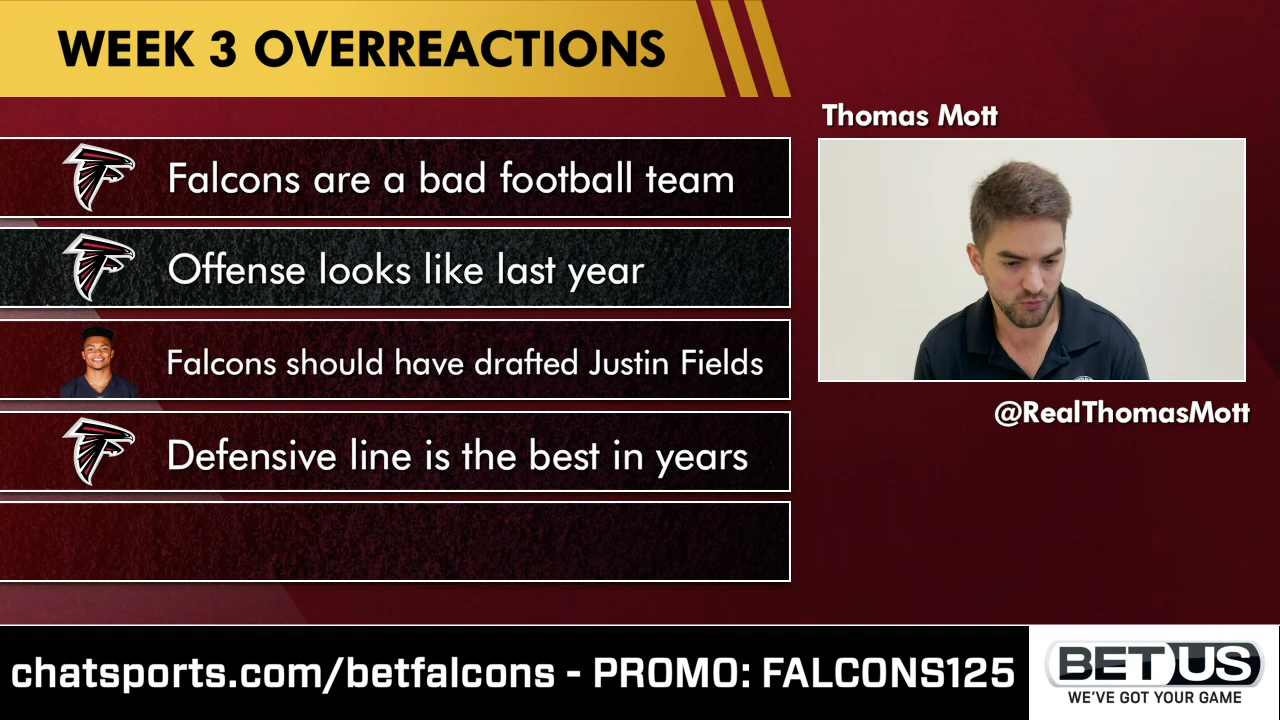 WEEK 3 OVERREACTIONS
Thomas Mott
Falcons are a bad football team
Offense looks like last year
Falcons should have drafted Justin Fields
@RealThomasMott
Defensive line is the best in years
chatsports.com/betfalcons - PROMO: FALCONS125
BETUS
WE'VE GOT YOUR GAME